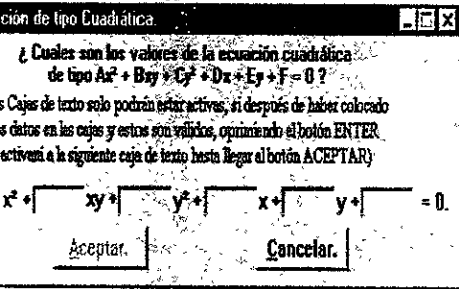 ción de tipo Cuadrática.
¿ Cuales son los valores de la ecuación cuadrática
de tipo Ax² + Bxy + Cy² + Dx + Ey + F = 0 ?
s Cajas de texto solo podrán estar activas, si después de haber colocado
s datos en las cajas y estos son válidos, oprimiendo el botón ENTER
activará a la siguiente caja de texto hasta llegar al botón ACEPTAR)
x² + xy + y² + x + y + = 0.
Aceptar. Cancelar.